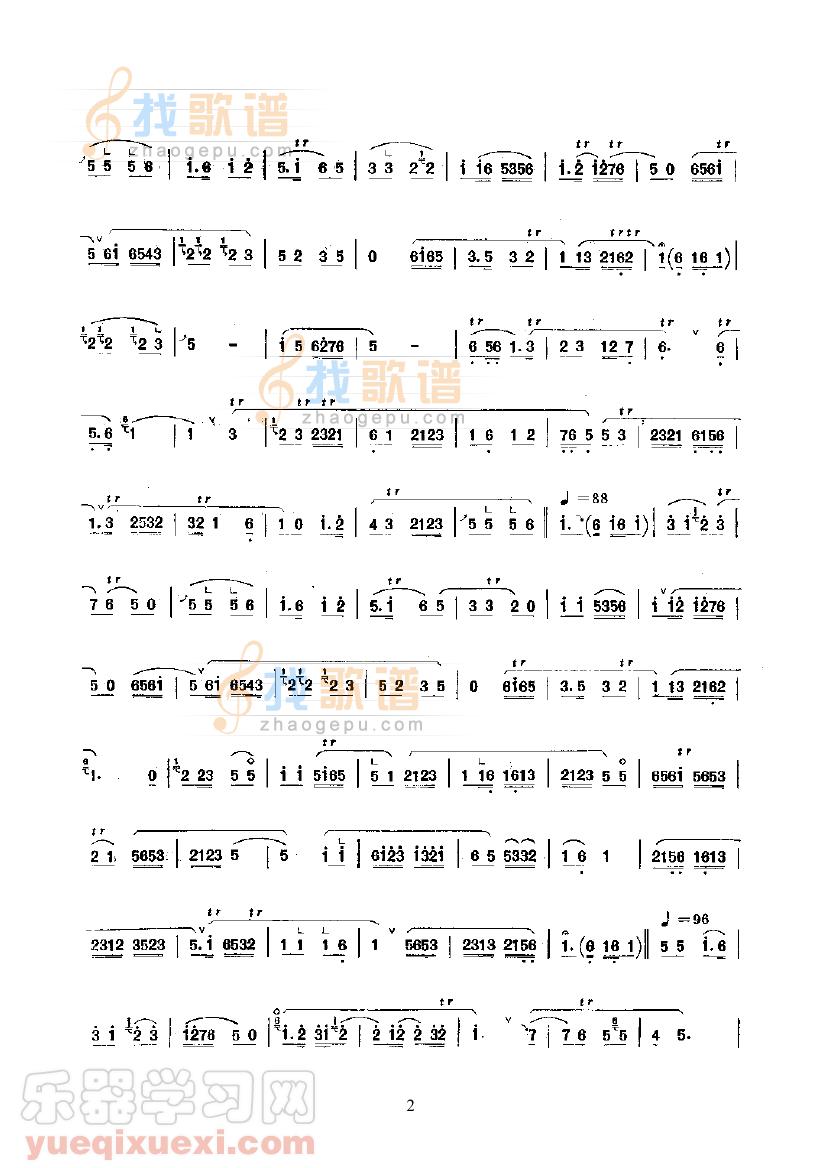 找歌谱
zhaogepu.com
5 5 5 6 | i.6 i 2 | 5.i 6 5 | 3 3 2 2 | i i6 5356 | i.2 i276 | 5 0 656i |
5 6i 6543 | 2 2 2 3 | 5 2 3 5 | 0 6i65 | 3.5 3 2 | 1 13 2162 | 1(6 16 1) |
2 2 2 3 | 5 - | i 5 6276 | 5 - | 6 56 1.3 | 2 3 12 7 | 6. 6 |
找歌谱
zhaogepu.com
5.6 1 | 1 3 | 2 3 2321 | 6 1 2123 | 1 6 1 2 | 76 5 5 3 | 2321 6156 |
♩=88
1.3 2532 | 32 1 6 | 1 0 i.2 | 4 3 2123 | 5 5 5 6 || i. (6 i6 i) | 3 i 2 3 |
7 6 5 0 | 5 5 5 6 | i.6 i 2 | 5.i 6 5 | 3 3 2 0 | i i 5356 | i i2 i276 |
找歌谱
zhaogepu.com
5 0 656i | 5 6i 6543 | 2 2 2 3 | 5 2 3 5 | 0 6i65 | 3.5 3 2 | 1 13 2162 |
1. 0 | 2 23 5 5 | i i 5i65 | 5 1 2123 | 1 16 1613 | 2123 5 5 | 656i 5653 |
2 1 5653 | 2123 5 | 5 i i | 6i23 i32i | 6 5 5332 | 1 6 1 | 2156 1613 |
♩=96
2312 3523 | 5.i 6532 | 1 1 1 6 | 1 5653 | 2313 2156 | 1.(6 16 1) || 5 5 i.6 |
3 i 2 3 | i276 5 0 | i.2 3i 2 | 2 i2 2 32 | i. 7 | 7 6 5 5 | 4 5. |
乐器学习网
yueqixuexi.com
2